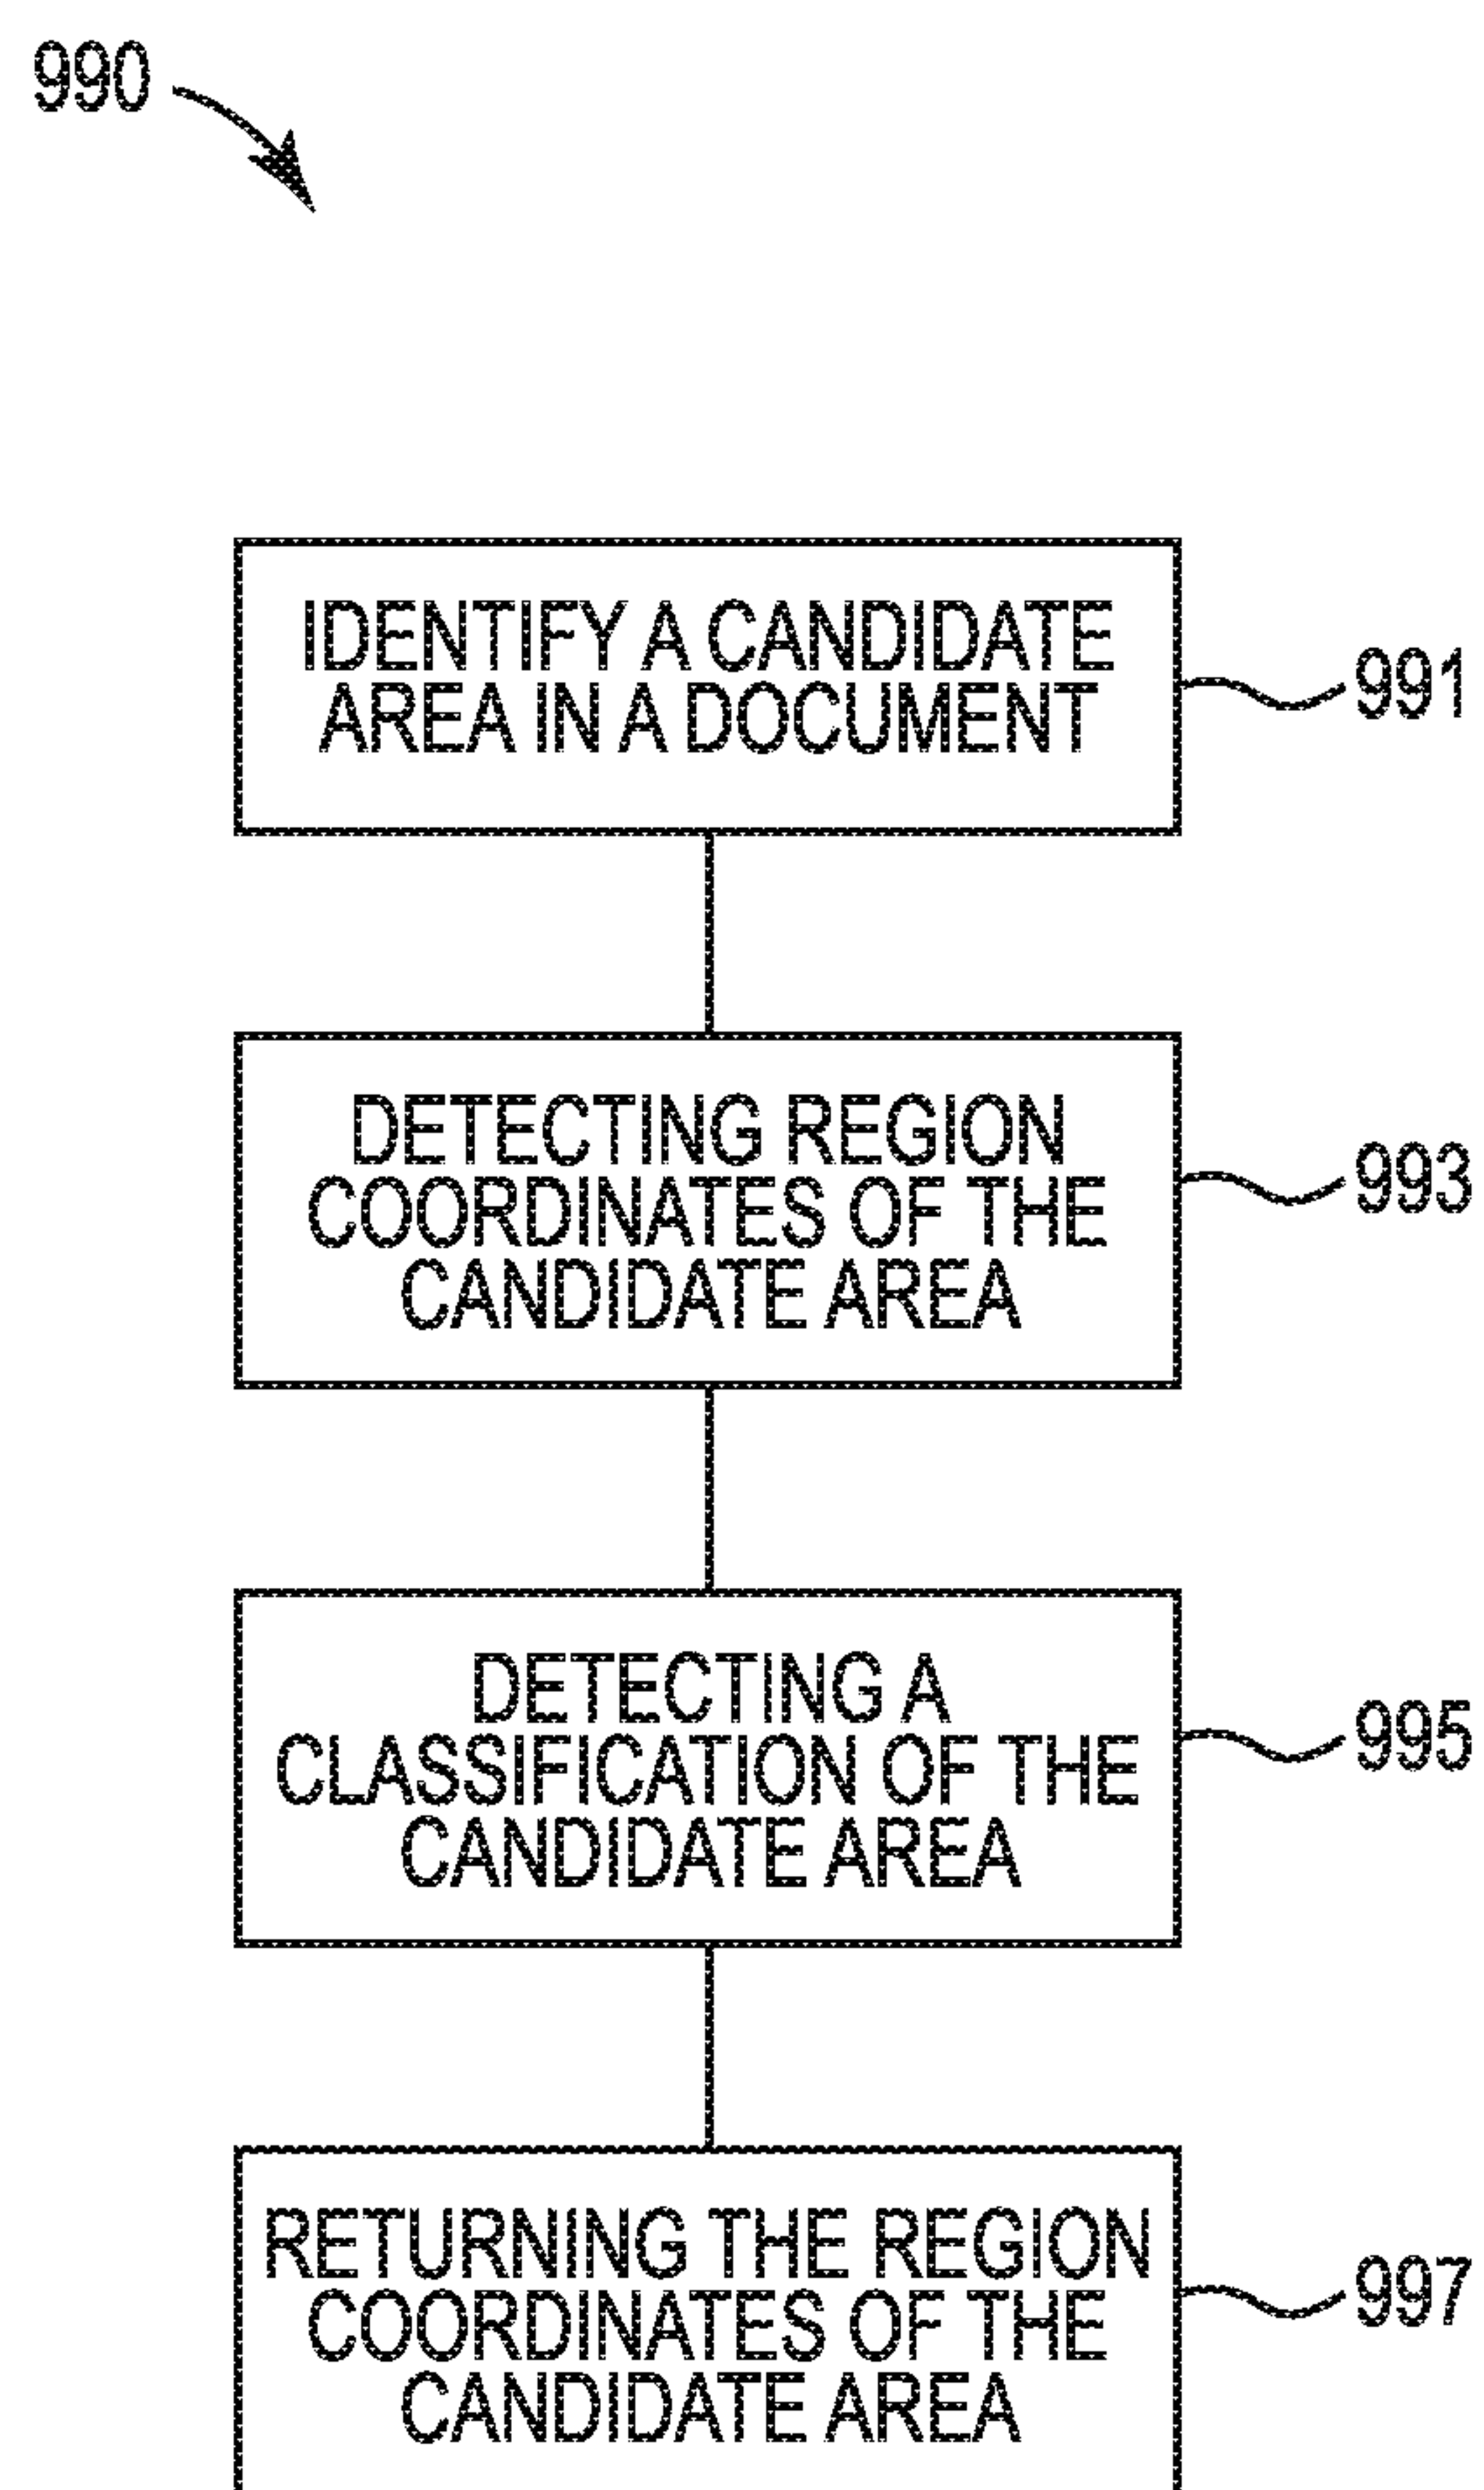 990
IDENTIFY A CANDIDATE
AREA IN A DOCUMENT
991
DETECTING REGION
COORDINATES OF THE
CANDIDATE AREA
993
DETECTING A
CLASSIFICATION OF THE
CANDIDATE AREA
995
RETURNING THE REGION
COORDINATES OF THE
CANDIDATE AREA
997